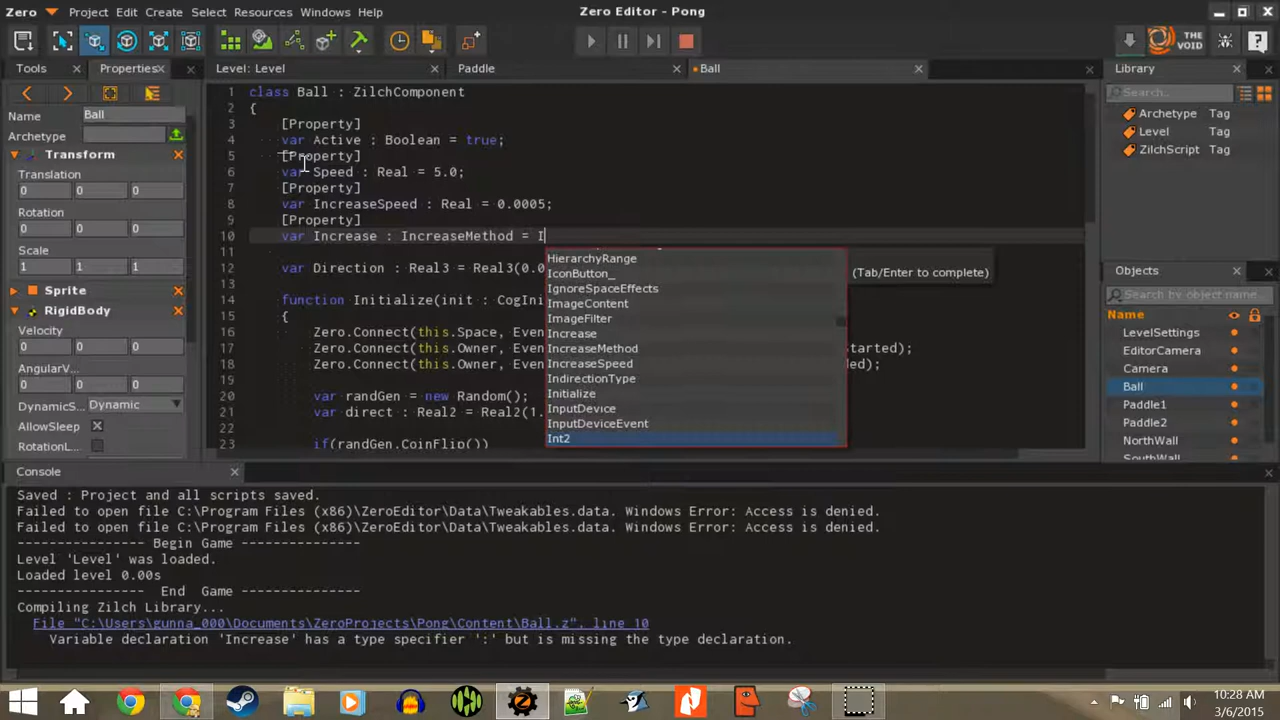 Zero Project Edit Create Select Resources Windows Help Zero Editor - Pong
THE VOID
Tools Properties Level: Level Paddle Ball Library
Name Ball
Archetype
Transform
Translation
0 0 0
Rotation
0 0 0
Scale
1 1 1
Sprite
RigidBody
Velocity
0 0 0
AngularV...
0 0 0
DynamicS... Dynamic
AllowSleep
RotationL...
1 class Ball : ZilchComponent
2 {
3 [Property]
4 var Active : Boolean = true;
5 [Property]
6 var Speed : Real = 5.0;
7 [Property]
8 var IncreaseSpeed : Real = 0.0005;
9 [Property]
10 var Increase : IncreaseMethod = I
11
12 var Direction : Real3 = Real3(0.0
13
14 function Initialize(init : CogIni
15 {
16 Zero.Connect(this.Space, Even
17 Zero.Connect(this.Owner, Even tarted);
18 Zero.Connect(this.Owner, Even ed);
19
20 var randGen = new Random();
21 var direct : Real2 = Real2(1.
22
23 if(randGen.CoinFlip())
HierarchyRange
IconButton_
IgnoreSpaceEffects
ImageContent
ImageFilter
Increase
IncreaseMethod
IncreaseSpeed
IndirectionType
Initialize
InputDevice
InputDeviceEvent
Int2
(Tab/Enter to complete)
Search...
Archetype Tag
Level Tag
ZilchScript Tag
Objects
Search by object name...
Name
LevelSettings
EditorCamera
Camera
Ball
Paddle1
Paddle2
NorthWall
SouthWall
Console
Saved : Project and all scripts saved.
Failed to open file C:\Program Files (x86)\ZeroEditor\Data\Tweakables.data. Windows Error: Access is denied.
Failed to open file C:\Program Files (x86)\ZeroEditor\Data\Tweakables.data. Windows Error: Access is denied.
--------------- Begin Game ---------------
Level 'Level' was loaded.
Loaded level 0.00s
--------------- End Game ---------------
Compiling Zilch Library...
File "C:\Users\gunna_000\Documents\ZeroProjects\Pong\Content\Ball.z", line 10
Variable declaration 'Increase' has a type specifier ':' but is missing the type declaration.
10:28 AM
3/6/2015